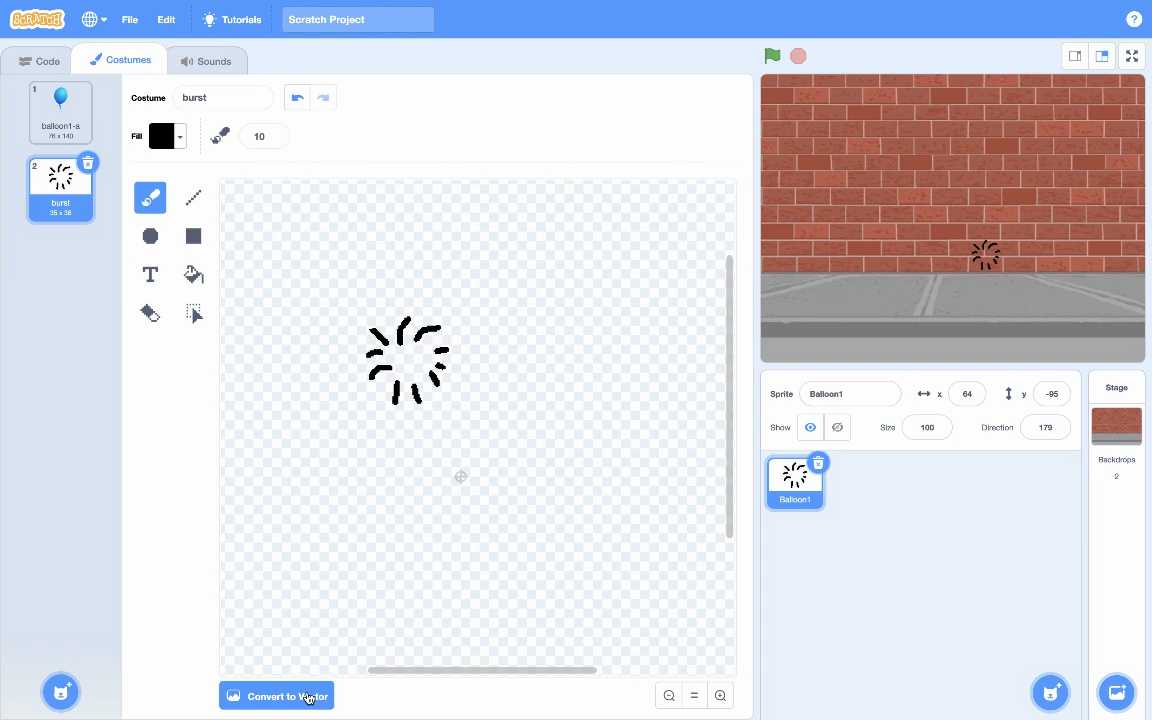 SCRATCH File Edit Tutorials Scratch Project ?
Code Costumes Sounds
1
balloon1-a
76 x 140
2
burst
35 x 38
Costume burst
Fill 10
T
Convert to Vector
Sprite Balloon1 x 64 y -95
Show Size 100 Direction 179
Balloon1
Stage
Backdrops
2